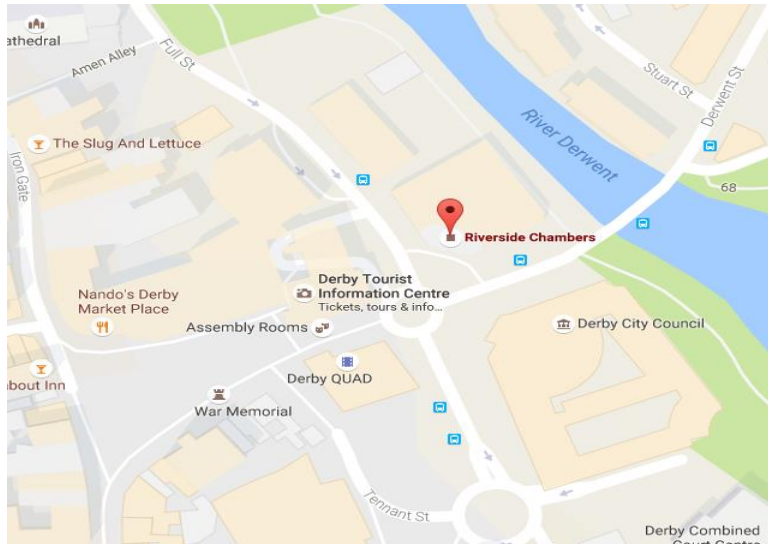 athedral
Amen Alley
Full St
Stuart St
Derwent St
The Slug And Lettuce
Iron Gate
River Derwent
68
Riverside Chambers
Derby Tourist
Information Centre
Tickets, tours & info...
Nando's Derby
Market Place
Assembly Rooms
Derby City Council
bout Inn
Derby QUAD
War Memorial
Tennant St
Derby Combined
Court Centre